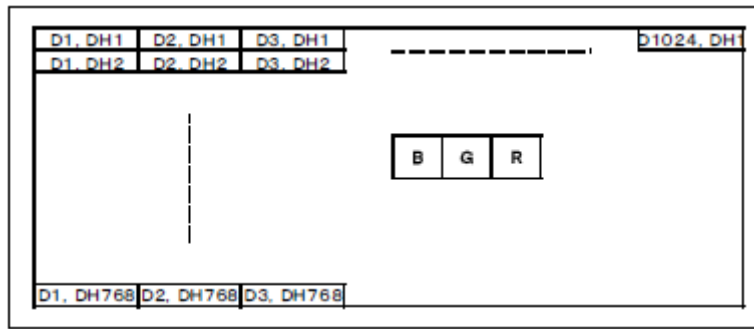 D1, DH1 D2, DH1 D3, DH1 D1024, DH1
D1, DH2 D2, DH2 D3, DH2
B G R
D1, DH768 D2, DH768 D3, DH768